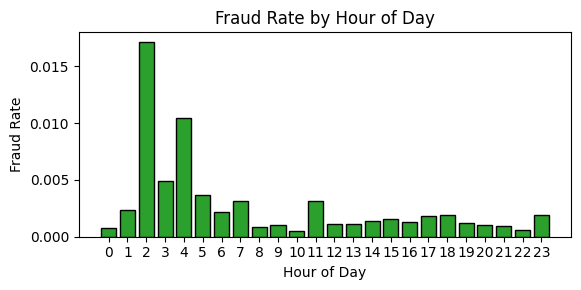 Fraud Rate by Hour of Day
0.015
0.010
0.005
0.000
Fraud Rate
0 1 2 3 4 5 6 7 8 9 10 11 12 13 14 15 16 17 18 19 20 21 22 23
Hour of Day